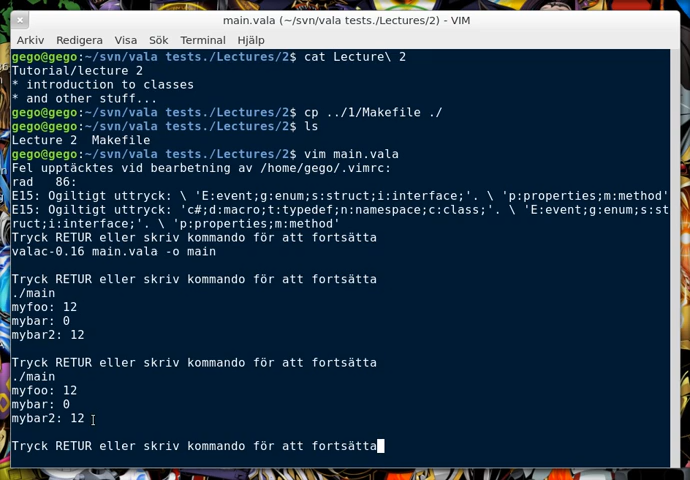 main.vala (~/svn/vala tests./Lectures/2) - VIM
Arkiv Redigera Visa Sök Terminal Hjälp
gego@gego:~/svn/vala tests./Lectures/2$ cat Lecture\ 2
Tutorial/lecture 2
* introduction to classes
* and other stuff...
gego@gego:~/svn/vala tests./Lectures/2$ cp ../1/Makefile ./
gego@gego:~/svn/vala tests./Lectures/2$ ls
Lecture 2  Makefile
gego@gego:~/svn/vala tests./Lectures/2$ vim main.vala
Fel upptäcktes vid bearbetning av /home/gego/.vimrc:
rad   86:
E15: Ogiltigt uttryck: \ 'E:event;g:enum;s:struct;i:interface;'. \ 'p:properties;m:method'
E15: Ogiltigt uttryck: 'c#;d:macro;t:typedef;n:namespace;c:class;'. \ 'E:event;g:enum;s:st
ruct;i:interface;'. \ 'p:properties;m:method'
Tryck RETUR eller skriv kommando för att fortsätta
valac-0.16 main.vala -o main
Tryck RETUR eller skriv kommando för att fortsätta
./main
myfoo: 12
mybar: 0
mybar2: 12
Tryck RETUR eller skriv kommando för att fortsätta
./main
myfoo: 12
mybar: 0
mybar2: 12
Tryck RETUR eller skriv kommando för att fortsätta